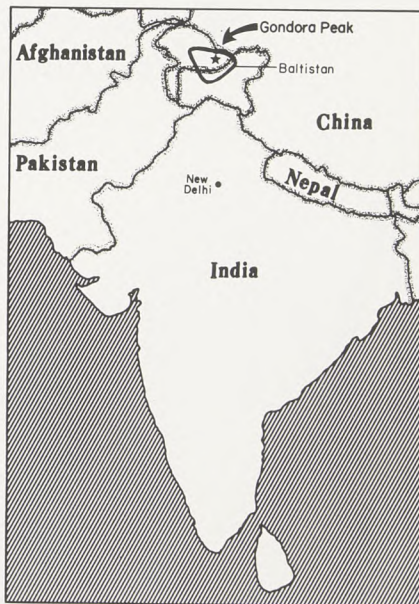 Gondora Peak
Afghanistan
Baltistan
China
Pakistan
New
Delhi
Nepal
India